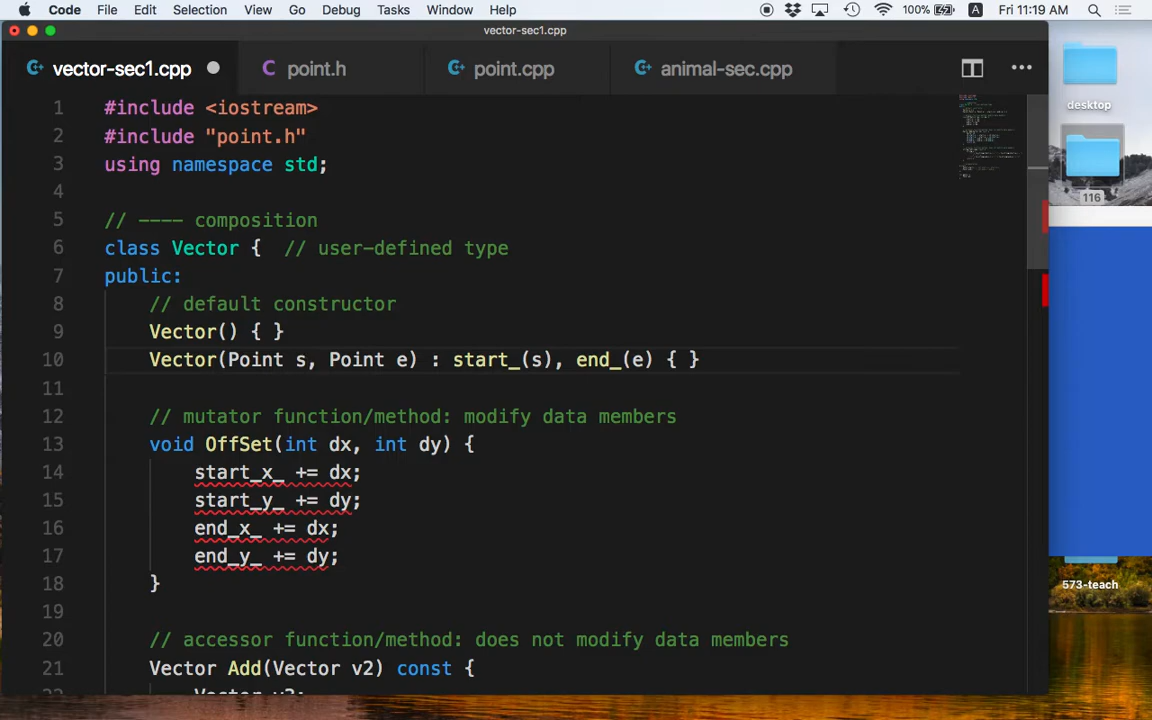 Code File Edit Selection View Go Debug Tasks Window Help 100% A Fri 11:19 AM
vector-sec1.cpp
vector-sec1.cpp point.h point.cpp animal-sec.cpp
1 #include <iostream>
2 #include "point.h"
3 using namespace std;
4
5 // ---- composition
6 class Vector { // user-defined type
7 public:
8 // default constructor
9 Vector() { }
10 Vector(Point s, Point e) : start_(s), end_(e) { }
11
12 // mutator function/method: modify data members
13 void OffSet(int dx, int dy) {
14 start_x_ += dx;
15 start_y_ += dy;
16 end_x_ += dx;
17 end_y_ += dy;
18 }
19
20 // accessor function/method: does not modify data members
21 Vector Add(Vector v2) const {
desktop
116
573-teach